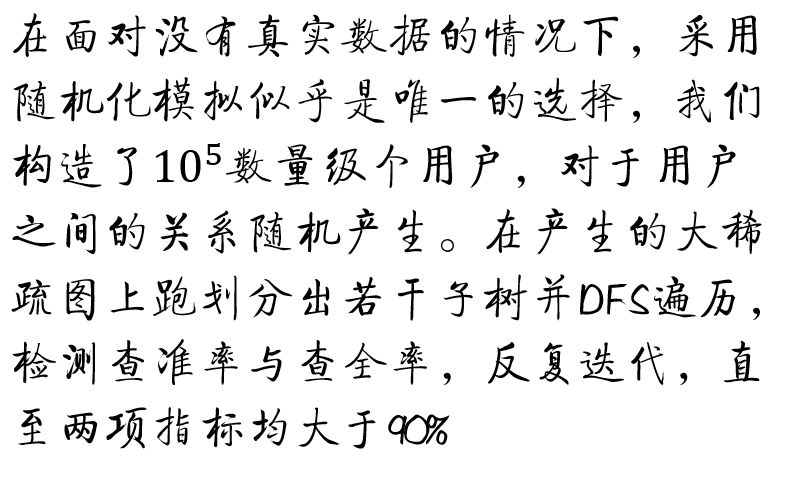 在面对没有真实数据的情况下，采用
随机化模拟似乎是唯一的选择，我们
构造了10⁵数量级个用户，对于用户
之间的关系随机产生。在产生的大稀
疏图上跑划分出若干子树并DFS遍历，
检测查准率与查全率，反复迭代，直
至两项指标均大于90%